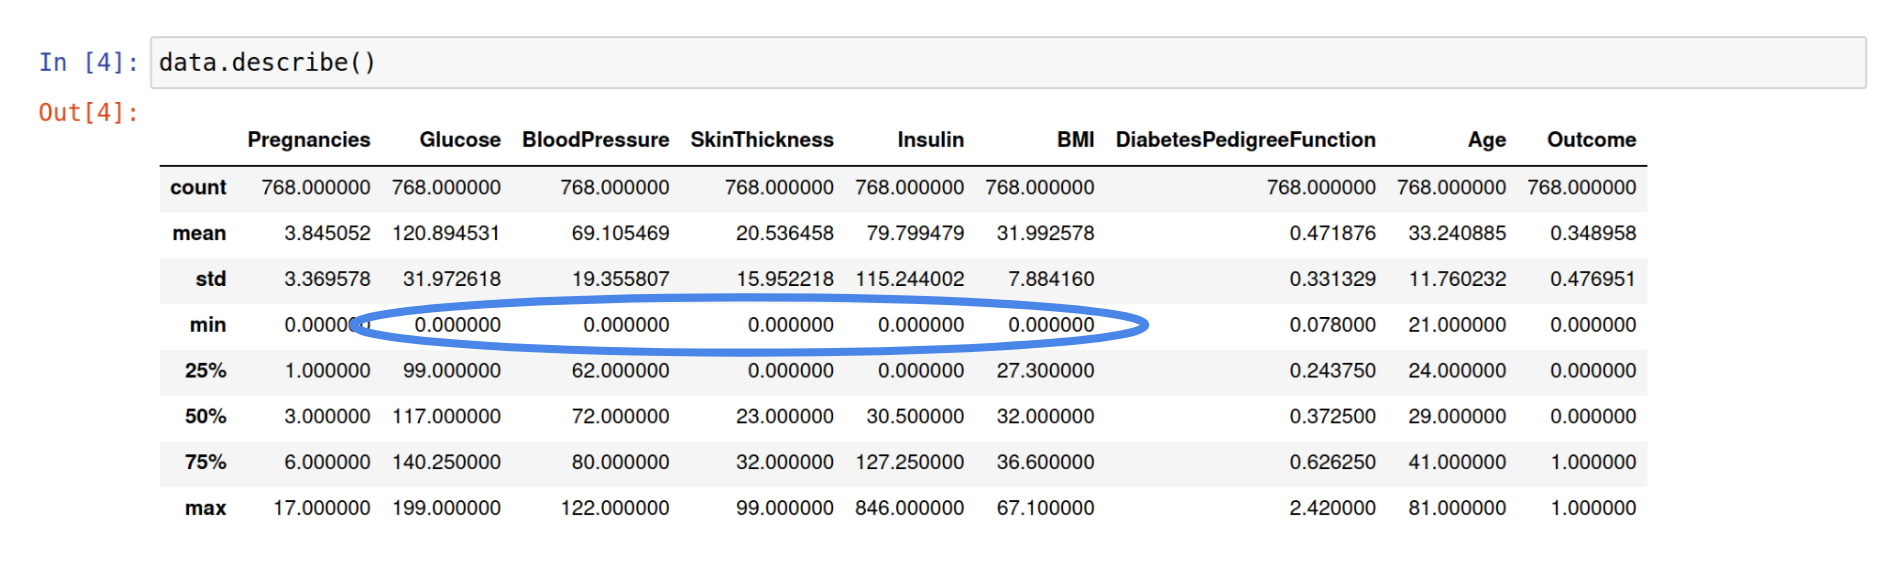 In [4]: data.describe()
Out[4]:
Pregnancies Glucose BloodPressure SkinThickness Insulin BMI DiabetesPedigreeFunction Age Outcome
count 768.000000 768.000000 768.000000 768.000000 768.000000 768.000000 768.000000 768.000000 768.000000
mean 3.845052 120.894531 69.105469 20.536458 79.799479 31.992578 0.471876 33.240885 0.348958
std 3.369578 31.972618 19.355807 15.952218 115.244002 7.884160 0.331329 11.760232 0.476951
min 0.000000 0.000000 0.000000 0.000000 0.000000 0.000000 0.078000 21.000000 0.000000
25% 1.000000 99.000000 62.000000 0.000000 0.000000 27.300000 0.243750 24.000000 0.000000
50% 3.000000 117.000000 72.000000 23.000000 30.500000 32.000000 0.372500 29.000000 0.000000
75% 6.000000 140.250000 80.000000 32.000000 127.250000 36.600000 0.626250 41.000000 1.000000
max 17.000000 199.000000 122.000000 99.000000 846.000000 67.100000 2.420000 81.000000 1.000000